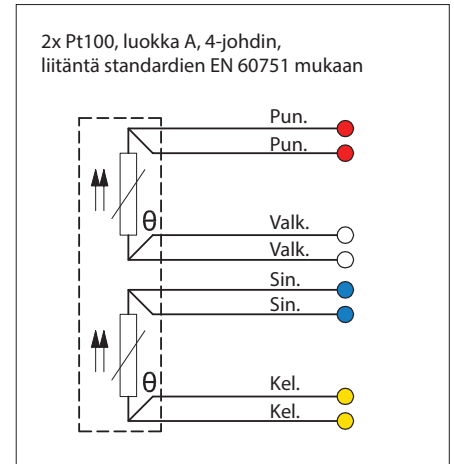 2x Pt100, luokka A, 4-johdin,
liitäntä standardien EN 60751 mukaan
Pun.
Pun.
θ
Valk.
Valk.
Sin.
Sin.
θ
Kel.
Kel.